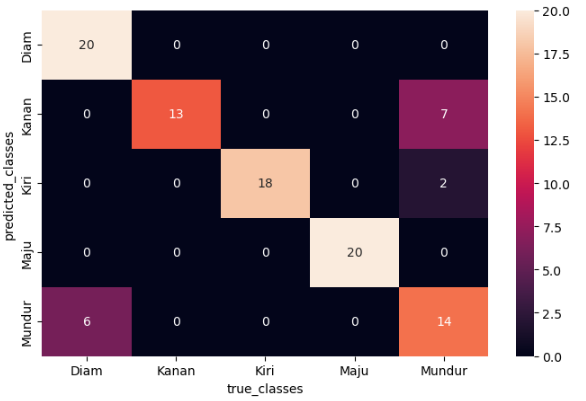 predicted_classes
Diam 20 0 0 0 0
Kanan 0 13 0 0 7
Kiri 0 0 18 0 2
Maju 0 0 0 20 0
Mundur 6 0 0 0 14
Diam Kanan Kiri Maju Mundur
true_classes
20.0
17.5
15.0
12.5
10.0
7.5
5.0
2.5
0.0